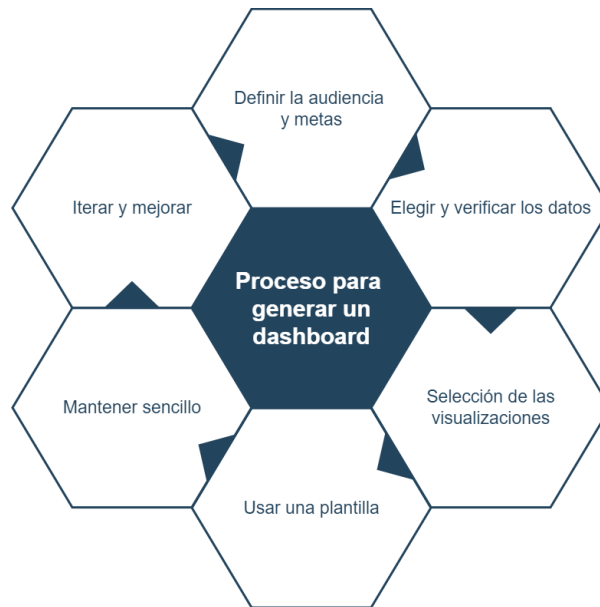 Definir la audiencia
y metas
Elegir y verificar los datos
Selección de las
visualizaciones
Usar una plantilla
Mantener sencillo
Iterar y mejorar
Proceso para
generar un
dashboard